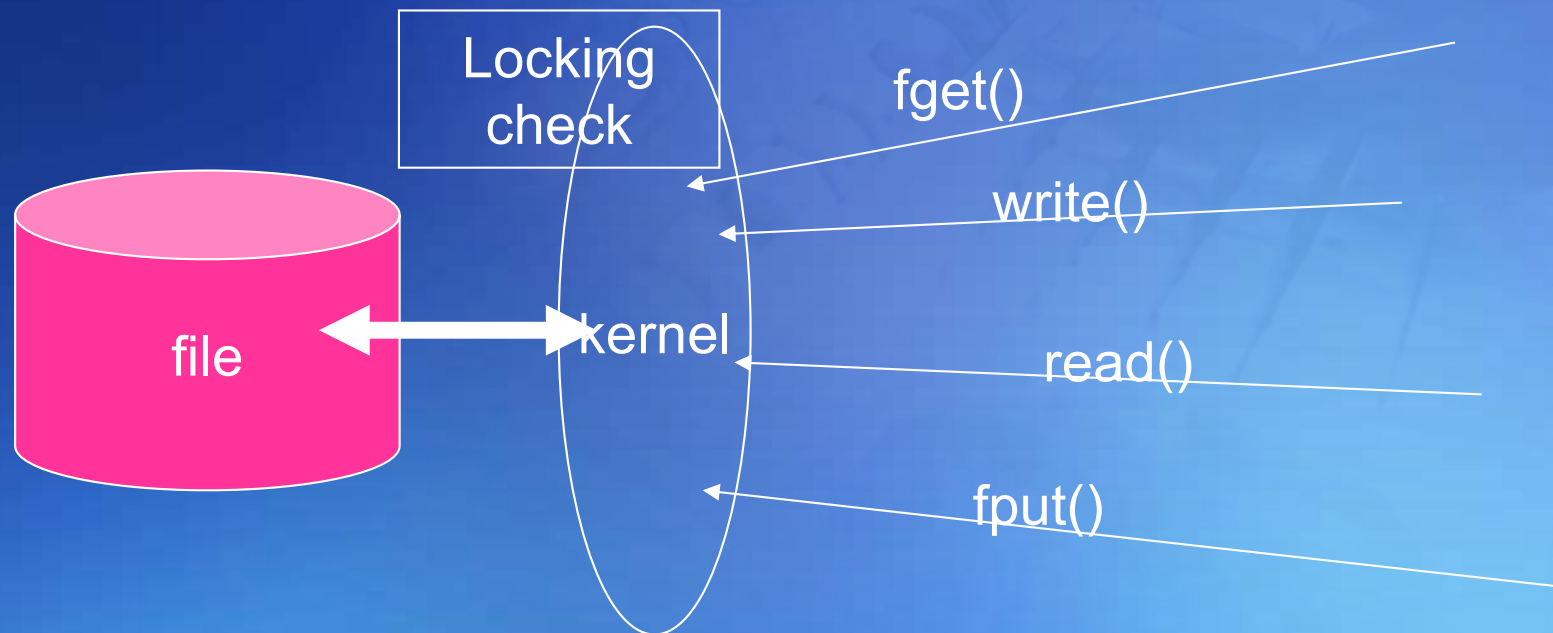 Locking
check
fget()
write()
kernel
file
read()
fput()